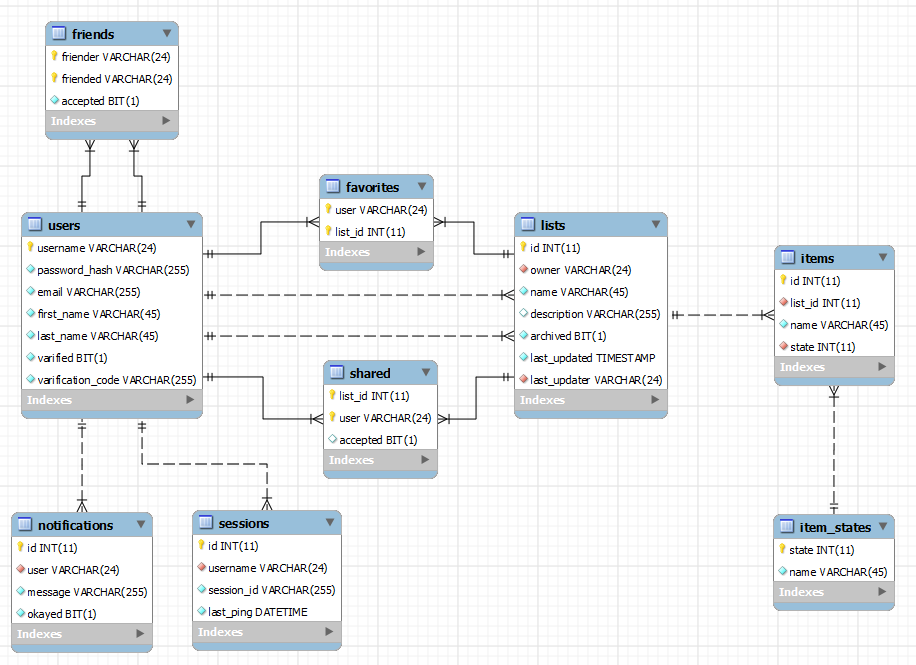 friends
friender VARCHAR(24)
friended VARCHAR(24)
accepted BIT(1)
Indexes
users
username VARCHAR(24)
password_hash VARCHAR(255)
email VARCHAR(255)
first_name VARCHAR(45)
last_name VARCHAR(45)
varified BIT(1)
varification_code VARCHAR(255)
Indexes
favorites
user VARCHAR(24)
list_id INT(11)
Indexes
shared
list_id INT(11)
user VARCHAR(24)
accepted BIT(1)
Indexes
lists
id INT(11)
owner VARCHAR(24)
name VARCHAR(45)
description VARCHAR(255)
archived BIT(1)
last_updated TIMESTAMP
last_updater VARCHAR(24)
Indexes
items
id INT(11)
list_id INT(11)
name VARCHAR(45)
state INT(11)
Indexes
notifications
id INT(11)
user VARCHAR(24)
message VARCHAR(255)
okayed BIT(1)
Indexes
sessions
id INT(11)
username VARCHAR(24)
session_id VARCHAR(255)
last_ping DATETIME
Indexes
item_states
state INT(11)
name VARCHAR(45)
Indexes